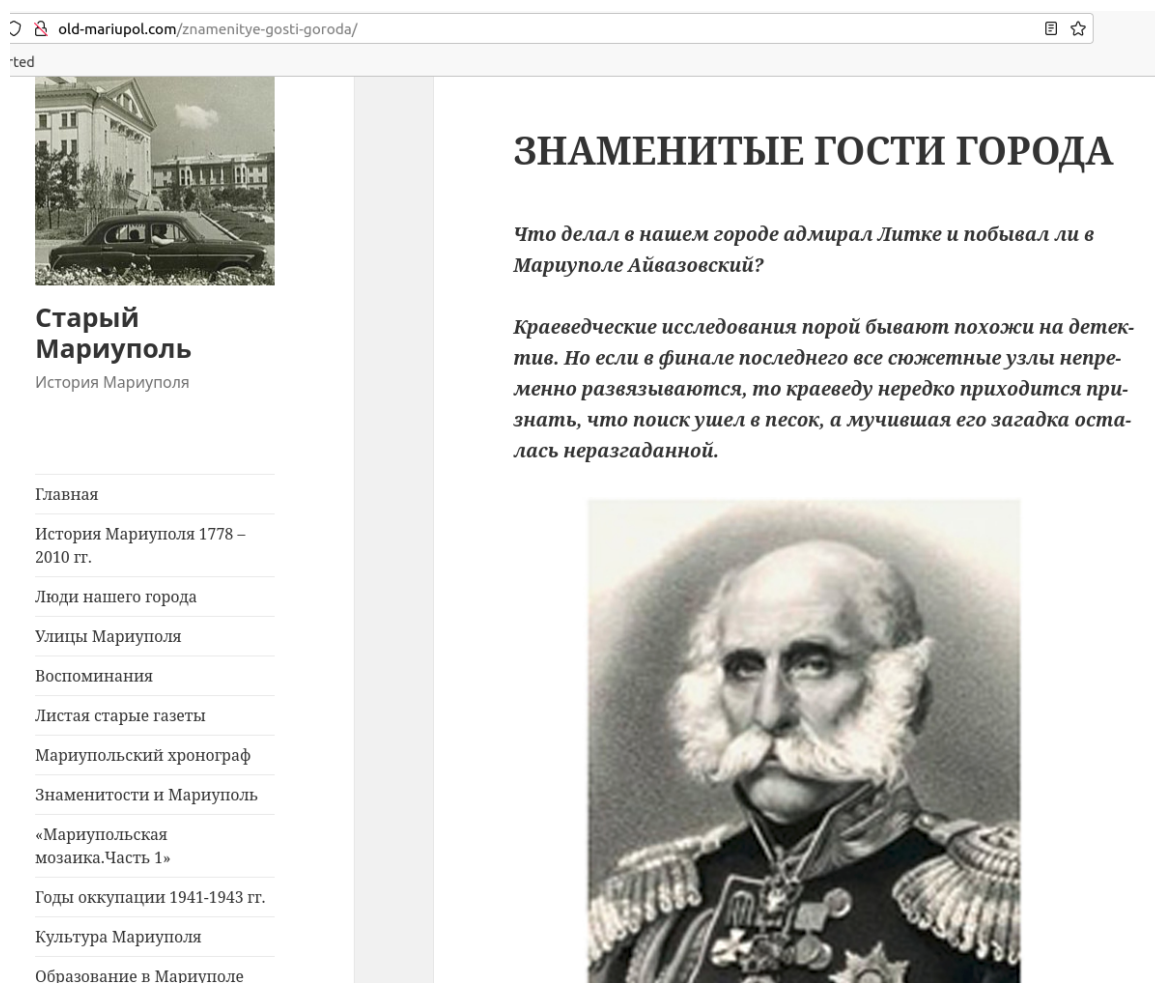 old-mariupol.com/znamenitye-gosti-goroda/
rted
Старый
Мариуполь
История Мариуполя
Главная
История Мариуполя 1778 –
2010 гг.
Люди нашего города
Улицы Мариуполя
Воспоминания
Листая старые газеты
Мариупольский хронограф
Знаменитости и Мариуполь
«Мариупольская
мозаика.Часть 1»
Годы оккупации 1941-1943 гг.
Культура Мариуполя
Образование в Мариуполе
ЗНАМЕНИТЫЕ ГОСТИ ГОРОДА
Что делал в нашем городе адмирал Литке и побывал ли в
Мариуполе Айвазовский?
Краеведческие исследования порой бывают похожи на детек-
тив. Но если в финале последнего все сюжетные узлы непре-
менно развязываются, то краеведу нередко приходится при-
знать, что поиск ушел в песок, а мучившая его загадка оста-
лась неразгаданной.